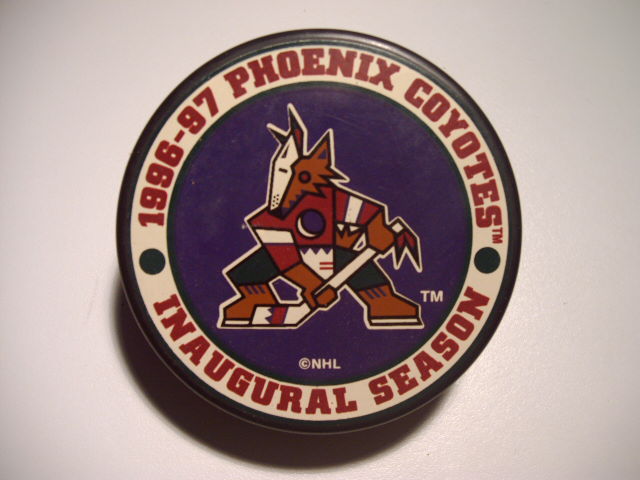 1996-97 PHOENIX COYOTES™
TM
©NHL
INAUGURAL SEASON